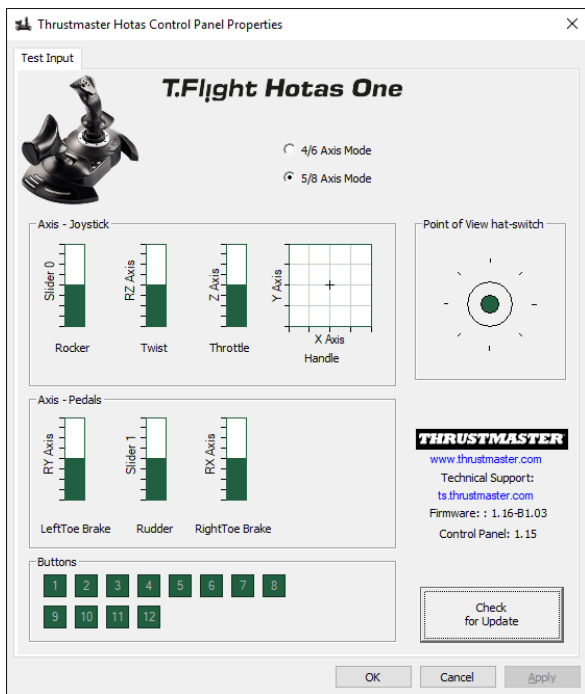 Thrustmaster Hotas Control Panel Properties
Test Input
T.Flight Hotas One
4/6 Axis Mode
5/8 Axis Mode
Axis - Joystick
Slider 0
RZ Axis
Z Axis
Y Axis
X Axis
Rocker
Twist
Throttle
Handle
Point of View hat-switch
Axis - Pedals
RY Axis
Slider 1
RX Axis
LeftToe Brake
Rudder
RightToe Brake
THRUSTMASTER
www.thrustmaster.com
Technical Support:
ts.thrustmaster.com
Firmware: : 1.16-B1.03
Control Panel: 1.15
Buttons
1 2 3 4 5 6 7 8
9 10 11 12
Check
for Update
OK Cancel Apply